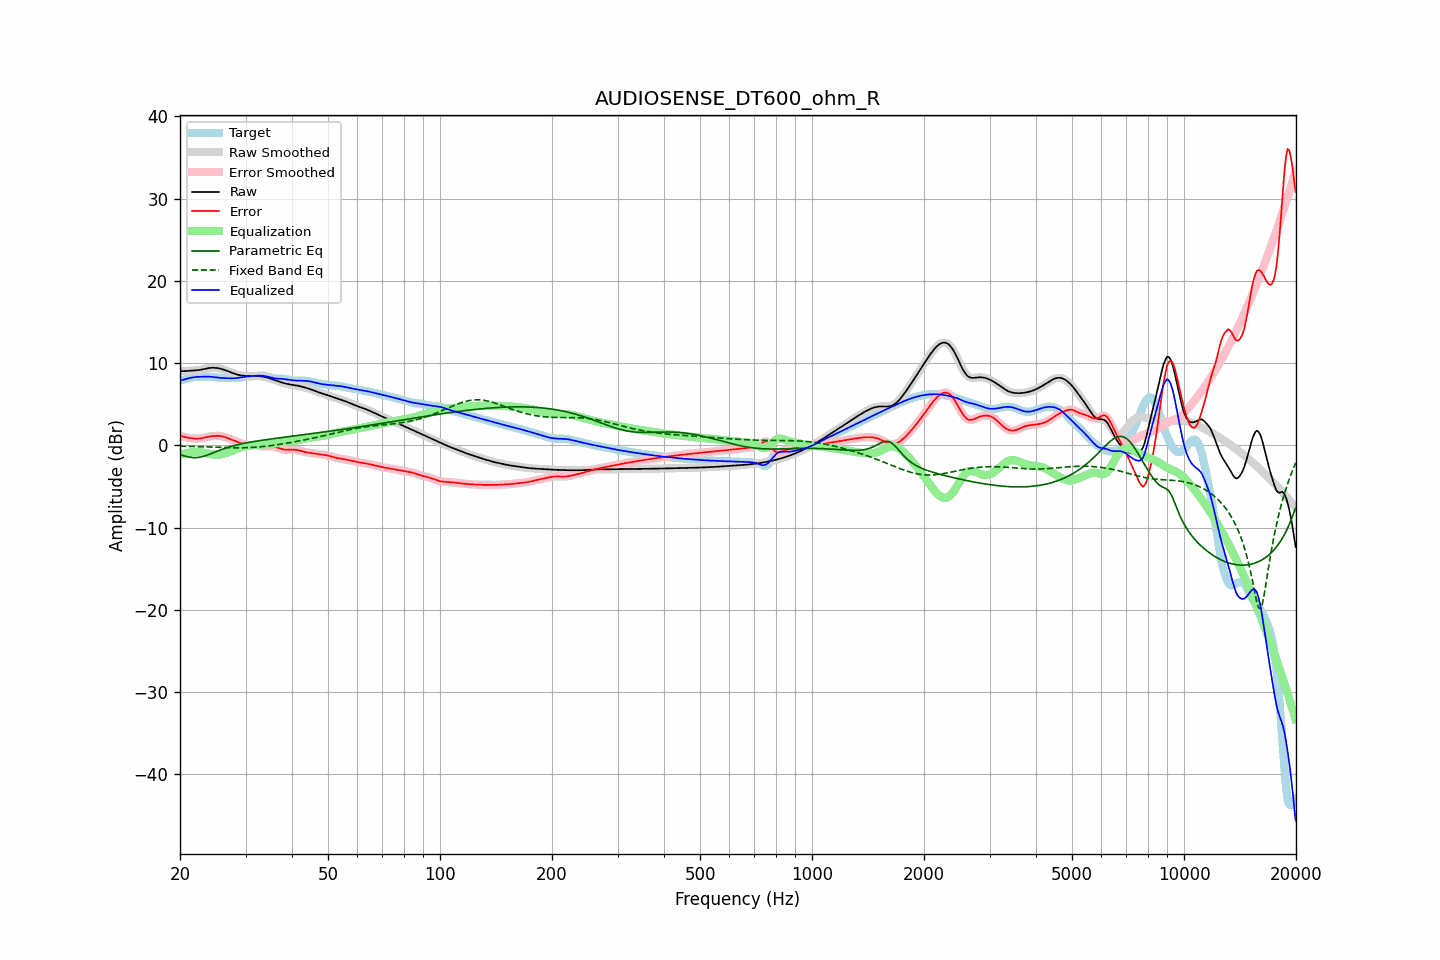 AUDIOSENSE_DT600_ohm_R
Target
Raw Smoothed
Error Smoothed
Raw
Error
Equalization
Parametric Eq
Fixed Band Eq
Equalized
40
30
20
10
0
−10
−20
−30
−40
Amplitude (dBr)
20
50
100
200
500
1000
2000
5000
10000
20000
Frequency (Hz)